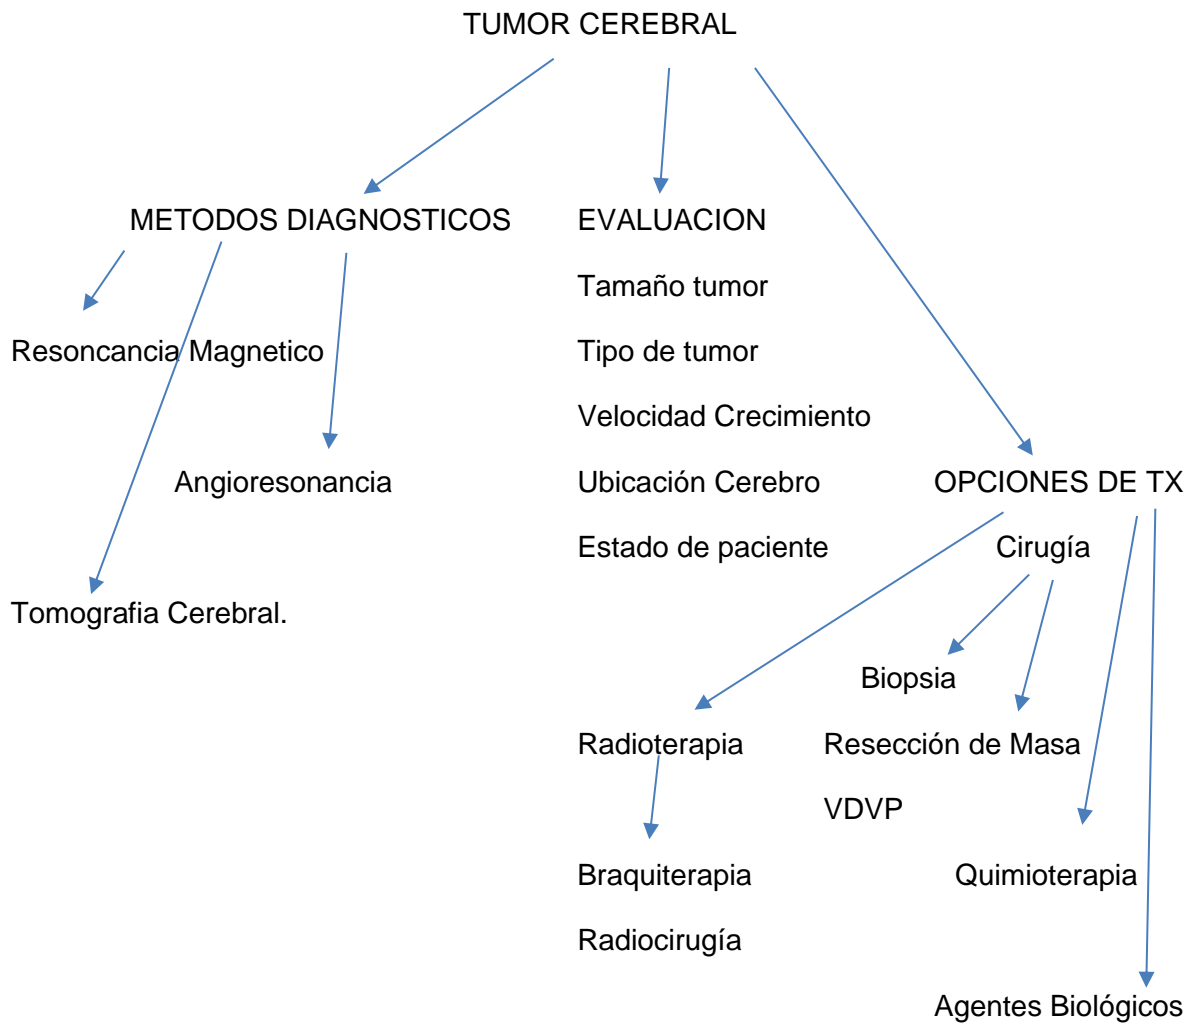 TUMOR CEREBRAL
METODOS DIAGNOSTICOS
EVALUACION
Tamaño tumor
Resoncancia Magnetico
Tipo de tumor
Velocidad Crecimiento
Angioresonancia
Ubicación Cerebro
OPCIONES DE TX
Estado de paciente
Cirugía
Tomografia Cerebral.
Biopsia
Radioterapia
Resección de Masa
VDVP
Braquiterapia
Quimioterapia
Radiocirugía
Agentes Biológicos